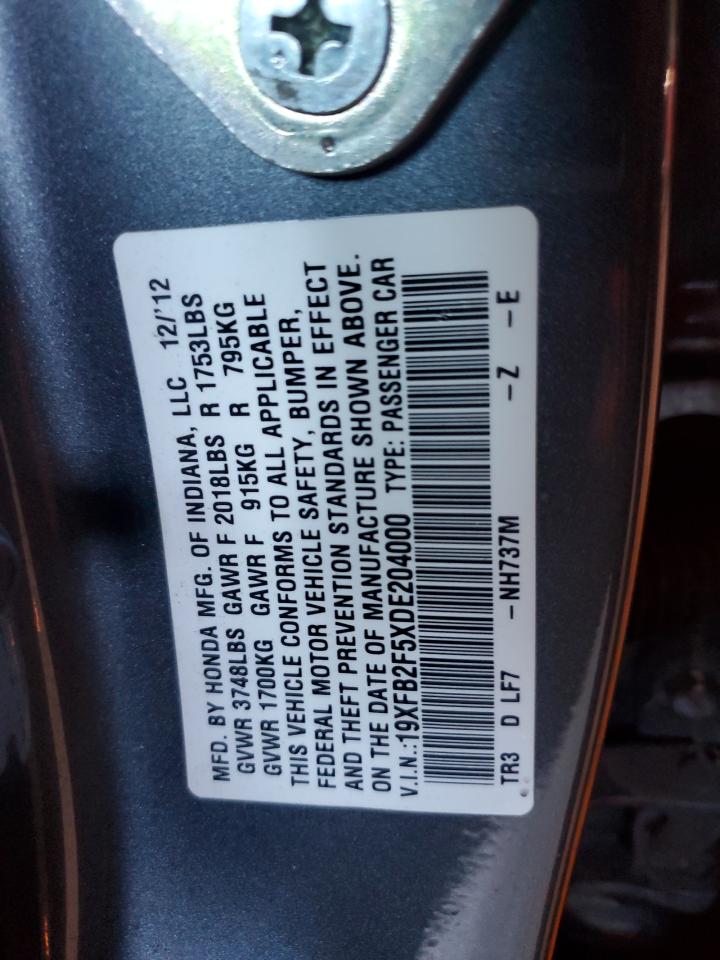 MFD. BY HONDA MFG. OF INDIANA, LLC 12/'12
GVWR 3748LBS GAWR F 2018LBS R 1753LBS
GVWR 1700KG GAWR F 915KG R 795KG
THIS VEHICLE CONFORMS TO ALL APPLICABLE
FEDERAL MOTOR VEHICLE SAFETY, BUMPER,
AND THEFT PREVENTION STANDARDS IN EFFECT
ON THE DATE OF MANUFACTURE SHOWN ABOVE.
V.I.N.:19XFB2F5XDE204000 TYPE: PASSENGER CAR
TR3 D LF7 -NH737M -Z -E